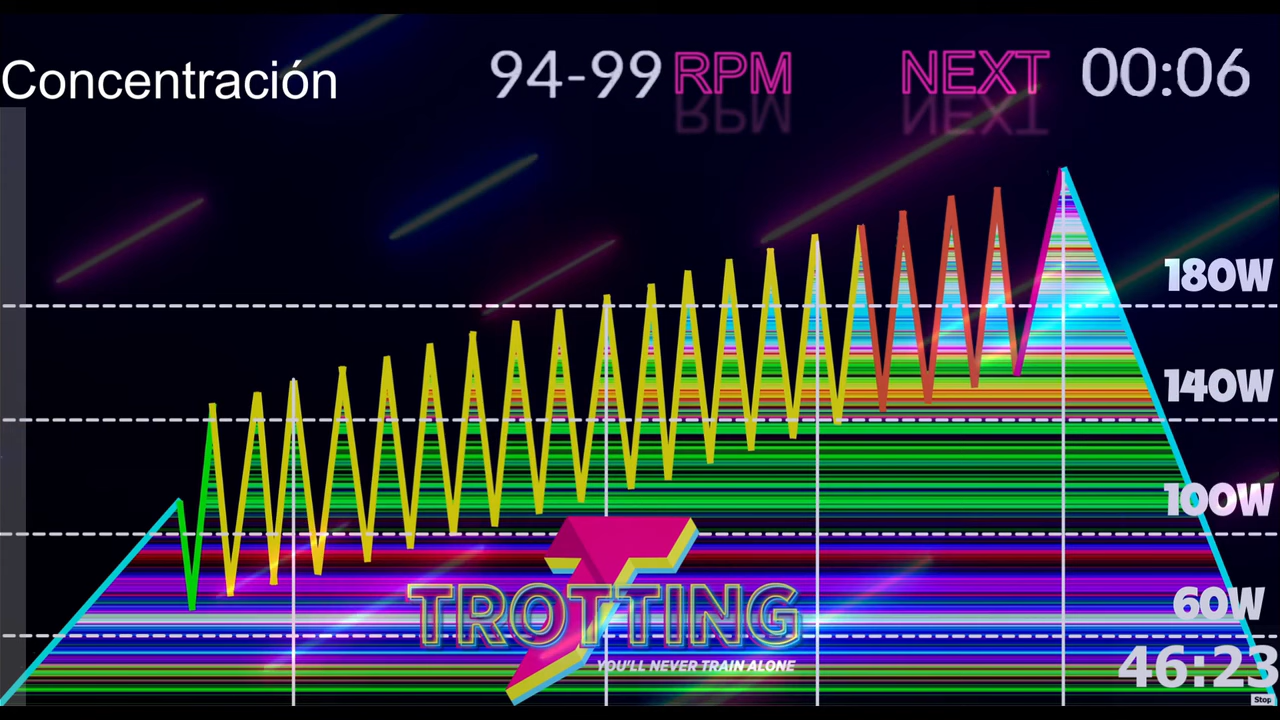 Concentración
94-99 RPM
NEXT 00:06
180W
140W
100W
60W
TROTTING
YOU'LL NEVER TRAIN ALONE
46:23
Stop